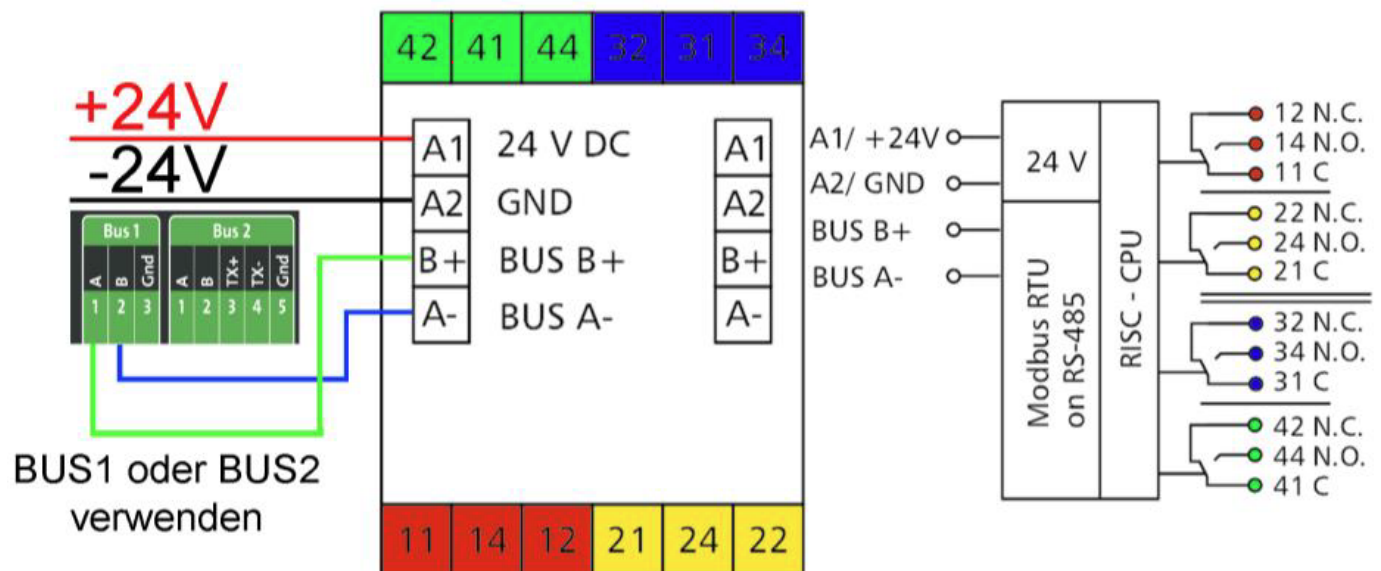 42 41 44 32 31 34
+24V
-24V
Bus 1 Bus 2
A B Gnd A B TX+ TX- Gnd
1 2 3 1 2 3 4 5
BUS1 oder BUS2
verwenden
A1 24 V DC A1
A2 GND A2
B+ BUS B+ B+
A- BUS A- A-
11 14 12 21 24 22
A1/ +24V
A2/ GND
BUS B+
BUS A-
24 V
Modbus RTU
on RS-485
RISC - CPU
12 N.C.
14 N.O.
11 C
22 N.C.
24 N.O.
21 C
32 N.C.
34 N.O.
31 C
42 N.C.
44 N.O.
41 C